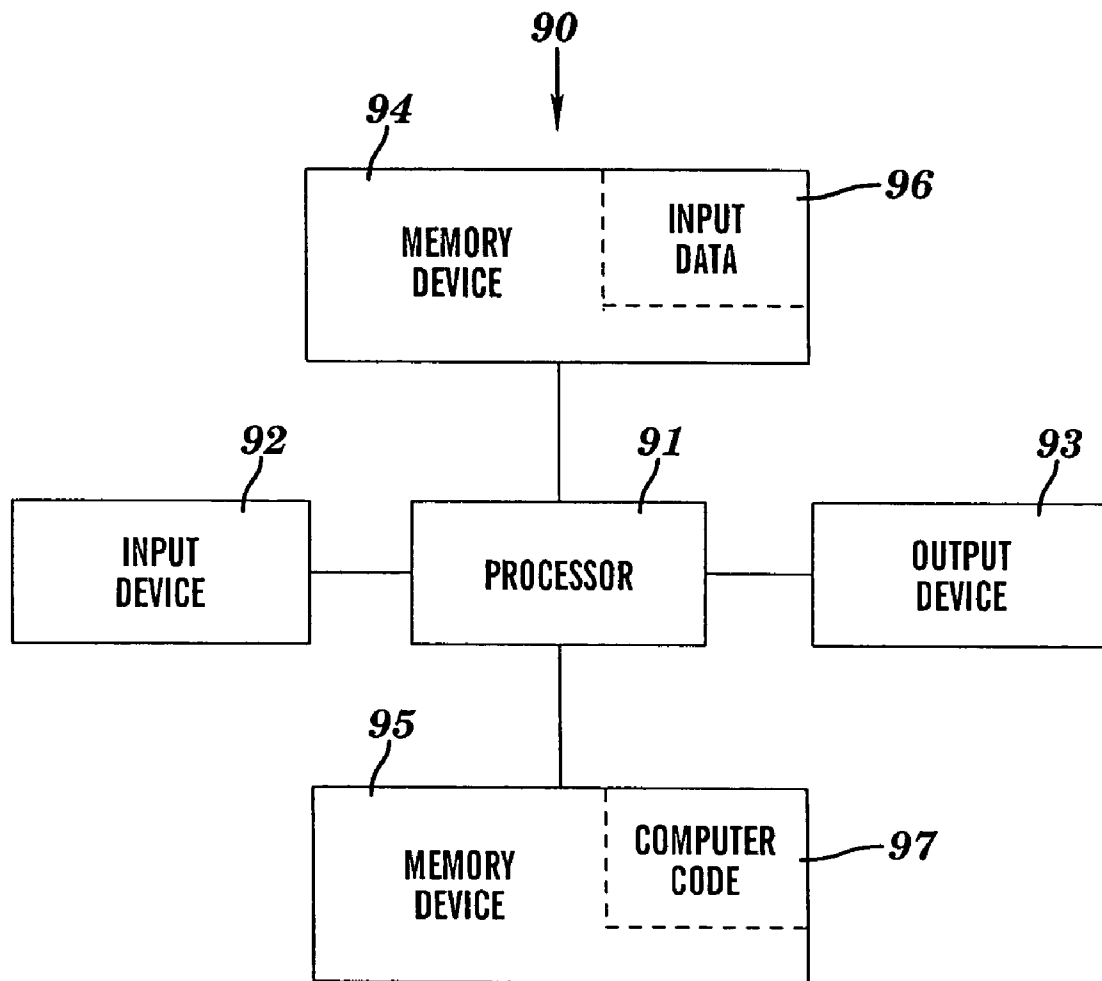 90
94
96
MEMORY
DEVICE
INPUT
DATA
92
91
93
INPUT
DEVICE
PROCESSOR
OUTPUT
DEVICE
95
97
MEMORY
DEVICE
COMPUTER
CODE